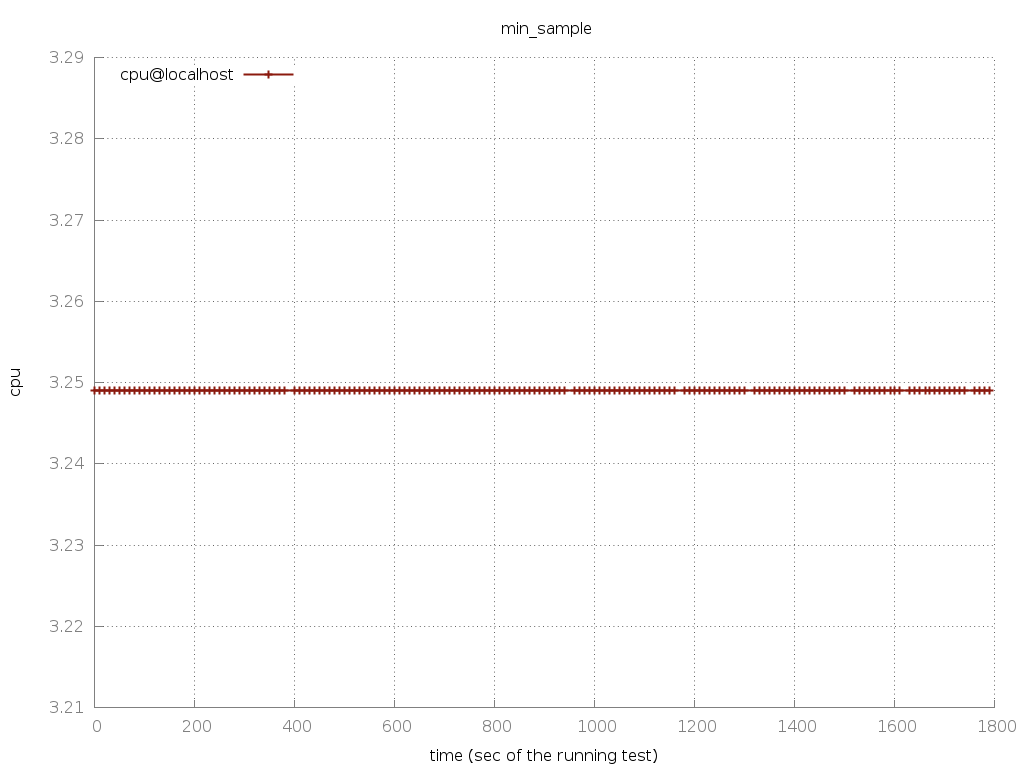 min_sample
cpu@localhost
3.29
3.28
3.27
3.26
3.25
3.24
3.23
3.22
3.21
cpu
0 200 400 600 800 1000 1200 1400 1600 1800
time (sec of the running test)